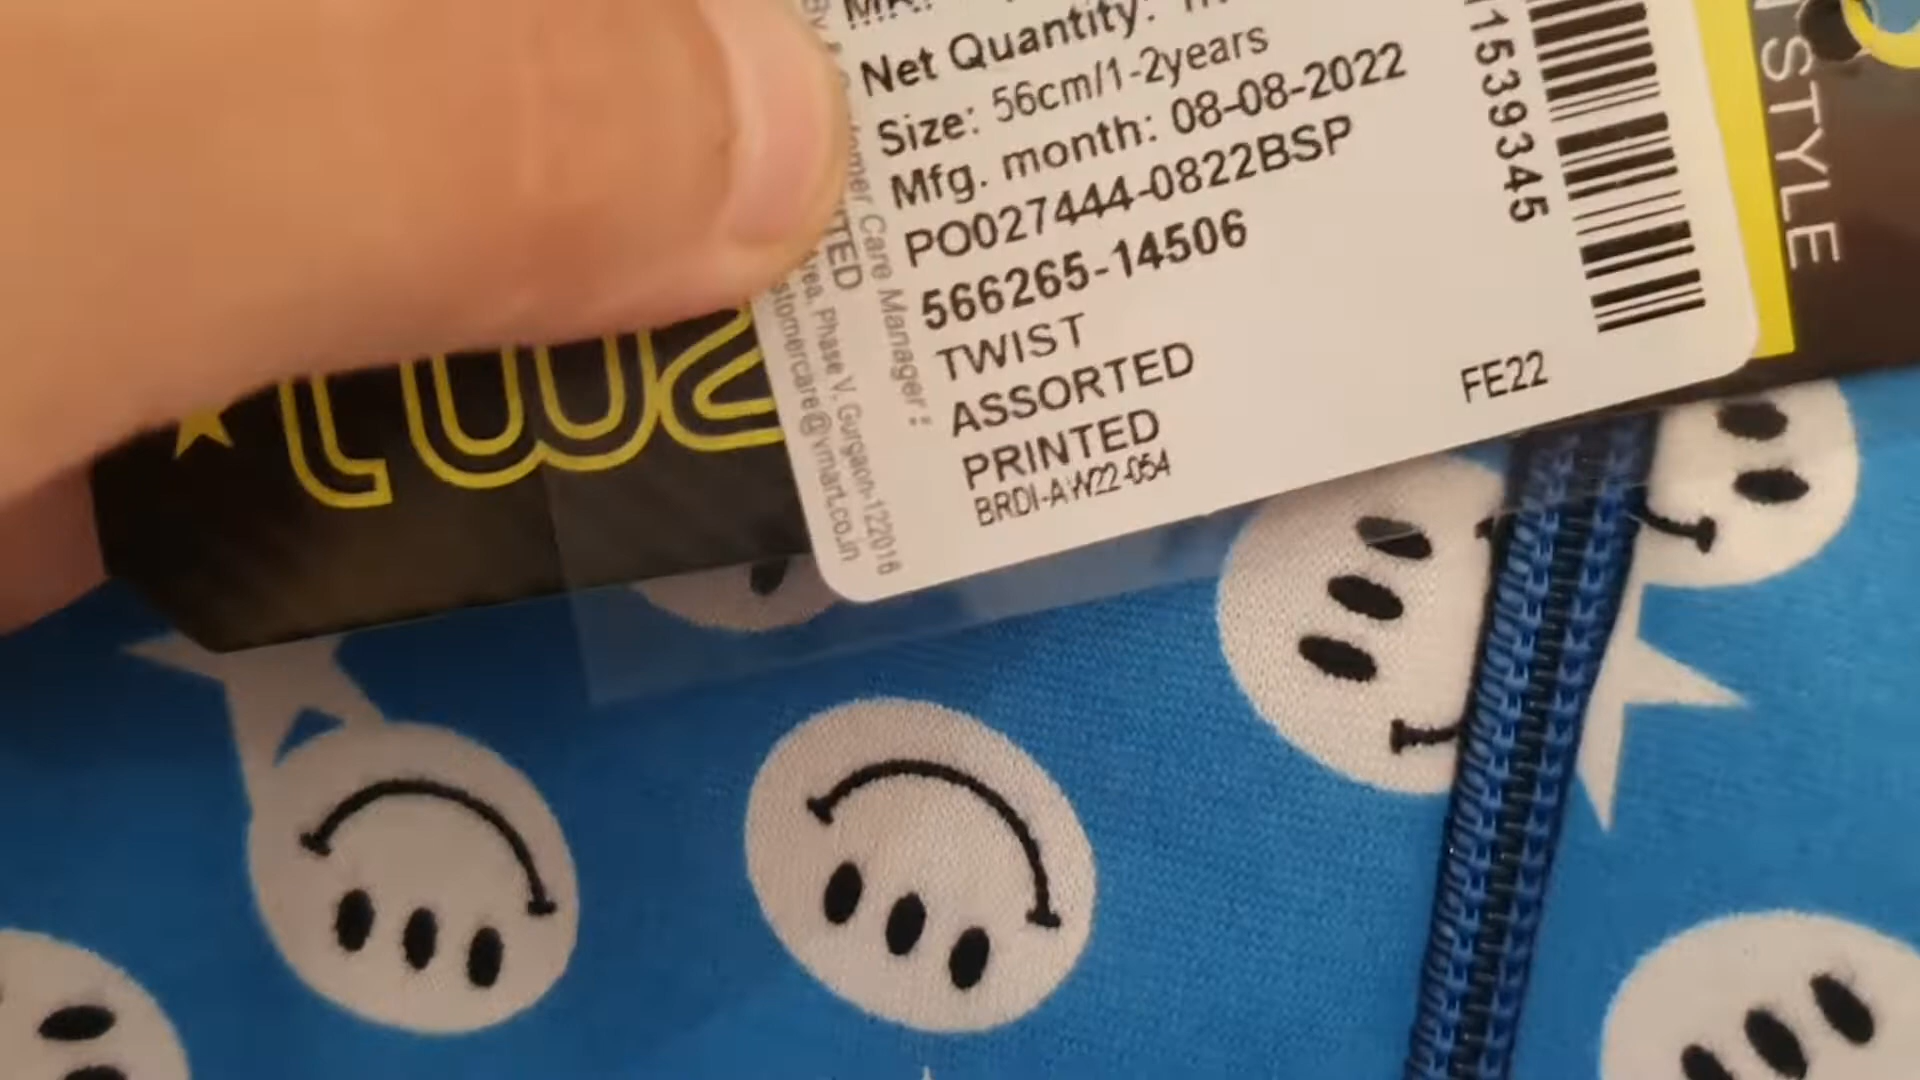 Net Quantity:
Size: 56cm/1-2years
Mfg. month: 08-08-2022
PO027444-0822BSP
566265-14506
TWIST
ASSORTED
PRINTED
BRDI-AW22-054
FE22
1539345
STYLE
Customer Care Manager :
Phase V, Gurgaon-122016
customercare@vmart.co.in